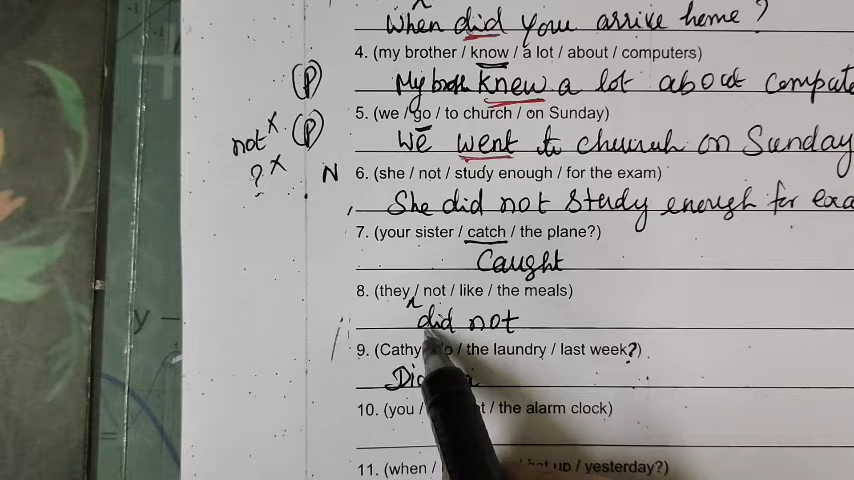 When did you arrive home?
4. (my brother / know / a lot / about / computers)
(P) My broth. knew a lot about compute
5. (we / go / to church / on Sunday)
not x (P) We went to church on Sunday
? x N 6. (she / not / study enough / for the exam)
She did not study enough for exa
7. (your sister / catch / the plane?)
Caught
8. (they / not / like / the meals)
did not
9. (Cathy / the laundry / last week?)
10. (you / the alarm clock)
11. (when / up / yesterday?)